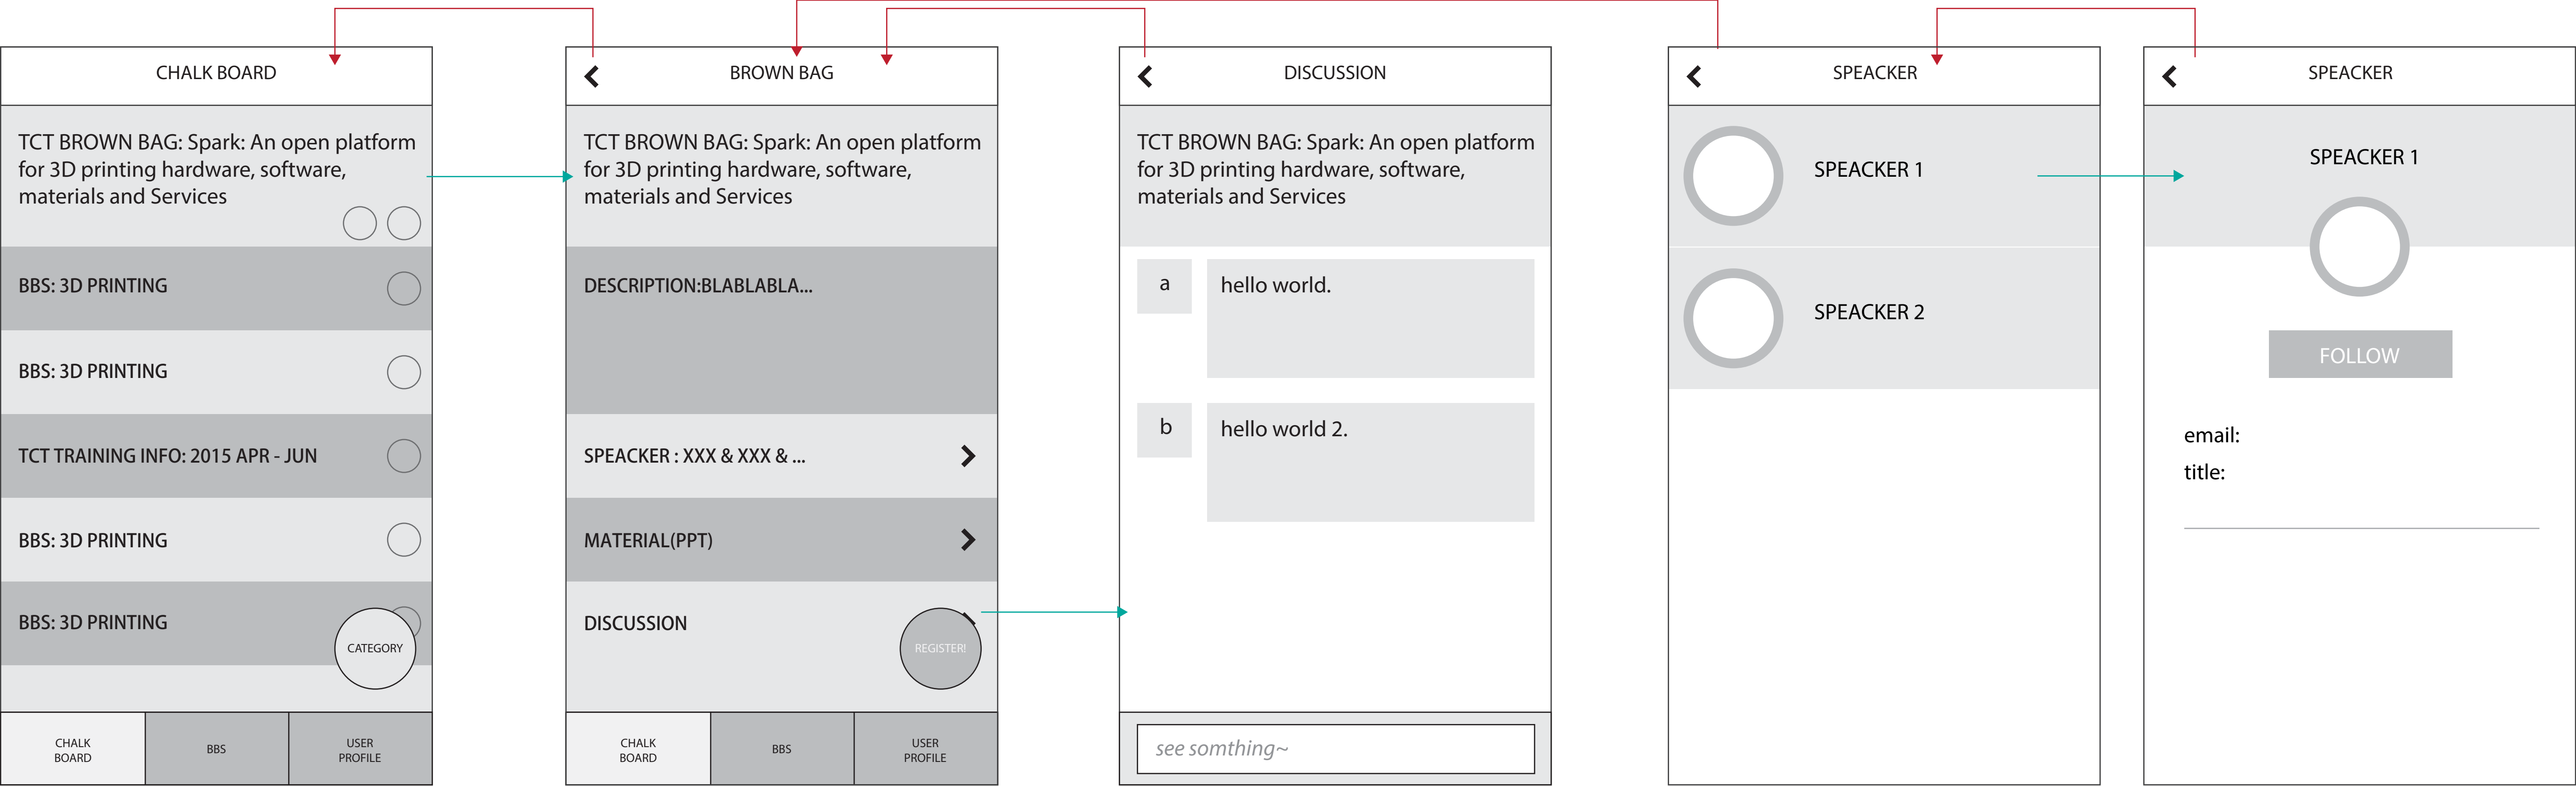 CHALK BOARD
TCT BROWN BAG: Spark: An open platform
for 3D printing hardware, software,
materials and Services
BBS: 3D PRINTING
BBS: 3D PRINTING
TCT TRAINING INFO: 2015 APR - JUN
BBS: 3D PRINTING
BBS: 3D PRINTING
CATEGORY
CHALK
BOARD
BBS
USER
PROFILE
BROWN BAG
TCT BROWN BAG: Spark: An open platform
for 3D printing hardware, software,
materials and Services
DESCRIPTION:BLABLABLA...
SPEACKER : XXX & XXX & ...
MATERIAL(PPT)
DISCUSSION
REGISTER!
CHALK
BOARD
BBS
USER
PROFILE
DISCUSSION
TCT BROWN BAG: Spark: An open platform
for 3D printing hardware, software,
materials and Services
a
hello world.
b
hello world 2.
see somthing~
SPEACKER
SPEACKER 1
SPEACKER 2
SPEACKER
SPEACKER 1
FOLLOW
email:
title: